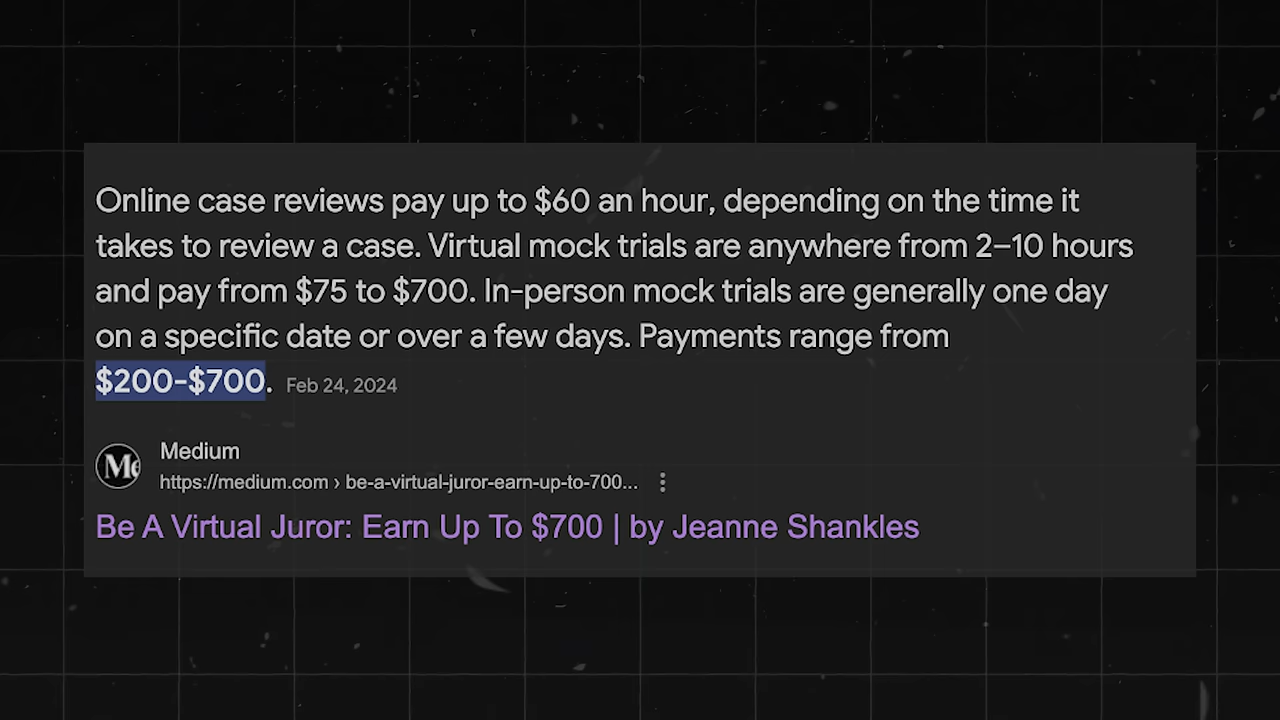 Online case reviews pay up to $60 an hour, depending on the time it
takes to review a case. Virtual mock trials are anywhere from 2–10 hours
and pay from $75 to $700. In-person mock trials are generally one day
on a specific date or over a few days. Payments range from
$200-$700. Feb 24, 2024
Me
Medium
https://medium.com › be-a-virtual-juror-earn-up-to-700...
Be A Virtual Juror: Earn Up To $700 | by Jeanne Shankles